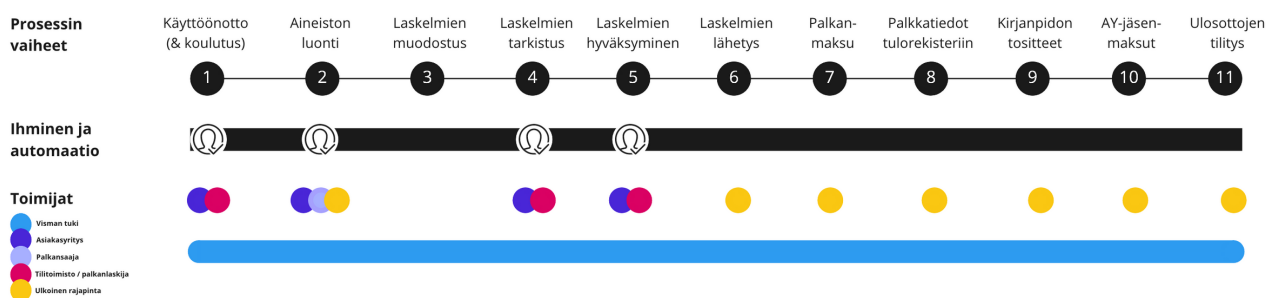 Prosessin
vaiheet
Käyttöönotto
(& koulutus)
Aineiston
luonti
Laskelmien
muodostus
Laskelmien
tarkistus
Laskelmien
hyväksyminen
Laskelmien
lähetys
Palkan-
maksu
Palkkatiedot
tulorekisteriin
Kirjanpidon
tositteet
AY-jäsen-
maksut
Ulosottojen
tilitys
1 2 3 4 5 6 7 8 9 10 11
Ihminen ja
automaatio
Toimijat
Visman tuki
Asiakasyritys
Palkansaaja
Tilitoimisto / palkanlaskija
Ulkoinen rajapinta